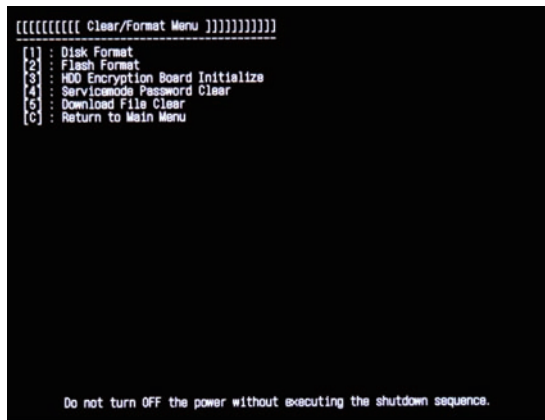 [[[[[[[[[[ Clear/Format Menu ]]]]]]]]]]]
[1] : Disk Format
[2] : Flash Format
[3] : HDD Encryption Board Initialize
[4] : Servicemode Password Clear
[5] : Download File Clear
[C] : Return to Main Menu
Do not turn OFF the power without executing the shutdown sequence.